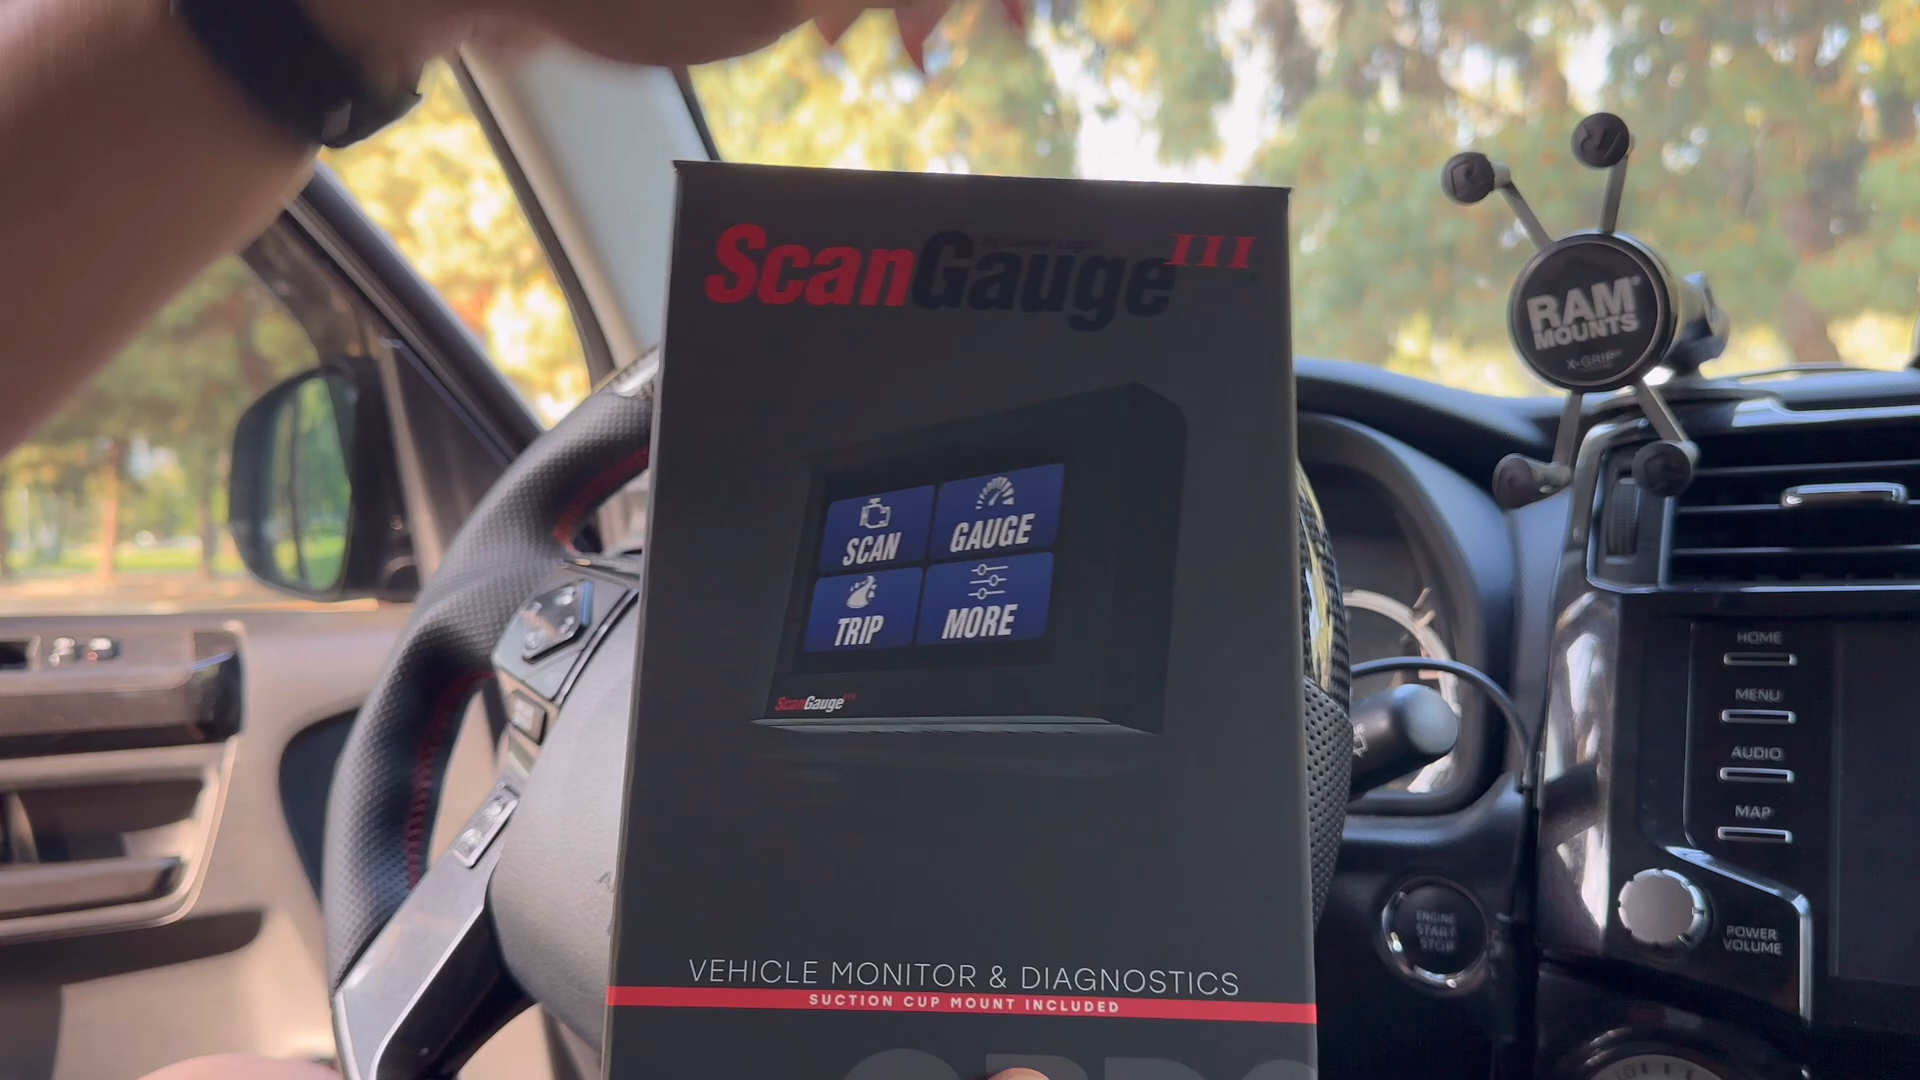 ScanGauge III
SCAN
GAUGE
TRIP
MORE
ScanGauge
VEHICLE MONITOR & DIAGNOSTICS
SUCTION CUP MOUNT INCLUDED
RAM®
MOUNTS
X-GRIP
HOME
MENU
AUDIO
MAP
POWER
VOLUME
ENGINE
START
STOP